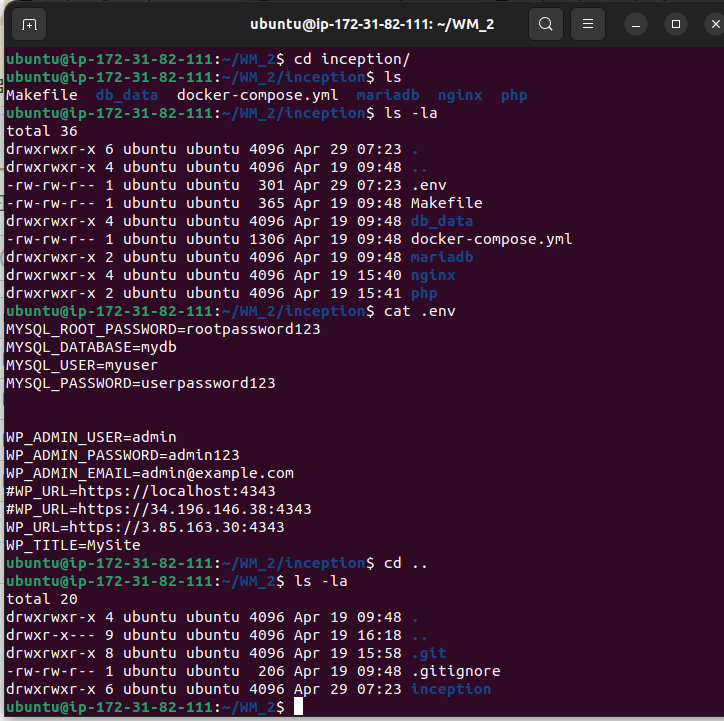 ubuntu@ip-172-31-82-111: ~/WM_2
ubuntu@ip-172-31-82-111:~/WM_2$ cd inception/
ubuntu@ip-172-31-82-111:~/WM_2/inception$ ls
Makefile  db_data  docker-compose.yml  mariadb  nginx  php
ubuntu@ip-172-31-82-111:~/WM_2/inception$ ls -la
total 36
drwxrwxr-x 6 ubuntu ubuntu 4096 Apr 29 07:23 .
drwxrwxr-x 4 ubuntu ubuntu 4096 Apr 19 09:48 ..
-rw-rw-r-- 1 ubuntu ubuntu  301 Apr 29 07:23 .env
-rw-rw-r-- 1 ubuntu ubuntu  365 Apr 19 09:48 Makefile
drwxrwxr-x 4 ubuntu ubuntu 4096 Apr 19 09:48 db_data
-rw-rw-r-- 1 ubuntu ubuntu 1306 Apr 19 09:48 docker-compose.yml
drwxrwxr-x 2 ubuntu ubuntu 4096 Apr 19 09:48 mariadb
drwxrwxr-x 4 ubuntu ubuntu 4096 Apr 19 15:40 nginx
drwxrwxr-x 2 ubuntu ubuntu 4096 Apr 19 15:41 php
ubuntu@ip-172-31-82-111:~/WM_2/inception$ cat .env
MYSQL_ROOT_PASSWORD=rootpassword123
MYSQL_DATABASE=mydb
MYSQL_USER=myuser
MYSQL_PASSWORD=userpassword123
WP_ADMIN_USER=admin
WP_ADMIN_PASSWORD=admin123
WP_ADMIN_EMAIL=admin@example.com
#WP_URL=https://localhost:4343
#WP_URL=https://34.196.146.38:4343
WP_URL=https://3.85.163.30:4343
WP_TITLE=MySite
ubuntu@ip-172-31-82-111:~/WM_2/inception$ cd ..
ubuntu@ip-172-31-82-111:~/WM_2$ ls -la
total 20
drwxrwxr-x 4 ubuntu ubuntu 4096 Apr 19 09:48 .
drwxr-x--- 9 ubuntu ubuntu 4096 Apr 19 16:18 ..
drwxrwxr-x 8 ubuntu ubuntu 4096 Apr 19 15:58 .git
-rw-rw-r-- 1 ubuntu ubuntu  206 Apr 19 09:48 .gitignore
drwxrwxr-x 6 ubuntu ubuntu 4096 Apr 29 07:23 inception
ubuntu@ip-172-31-82-111:~/WM_2$